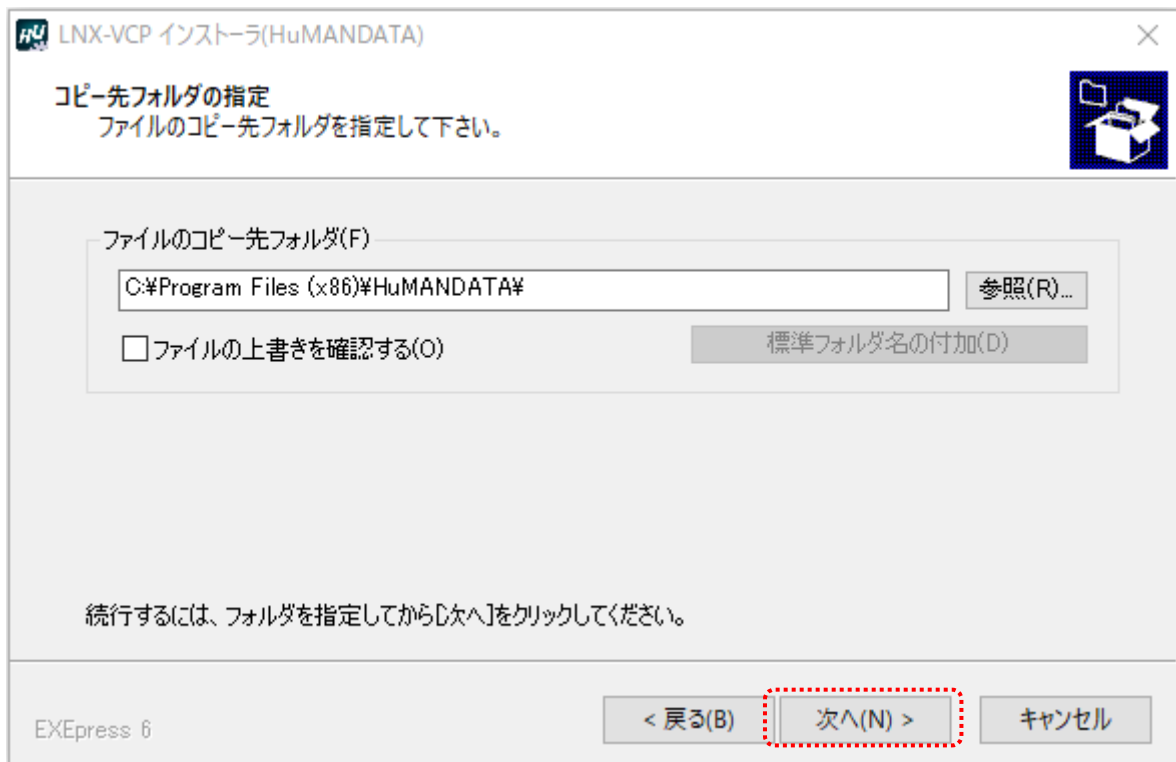 LNX-VCP インストーラ(HuMANDATA)
コピー先フォルダの指定
ファイルのコピー先フォルダを指定して下さい。
ファイルのコピー先フォルダ(F)
C:¥Program Files (x86)¥HuMANDATA¥
参照(R)...
ファイルの上書きを確認する(O)
標準フォルダ名の付加(D)
続行するには、フォルダを指定してから[次へ]をクリックしてください。
EXEpress 6
< 戻る(B)
次へ(N) >
キャンセル